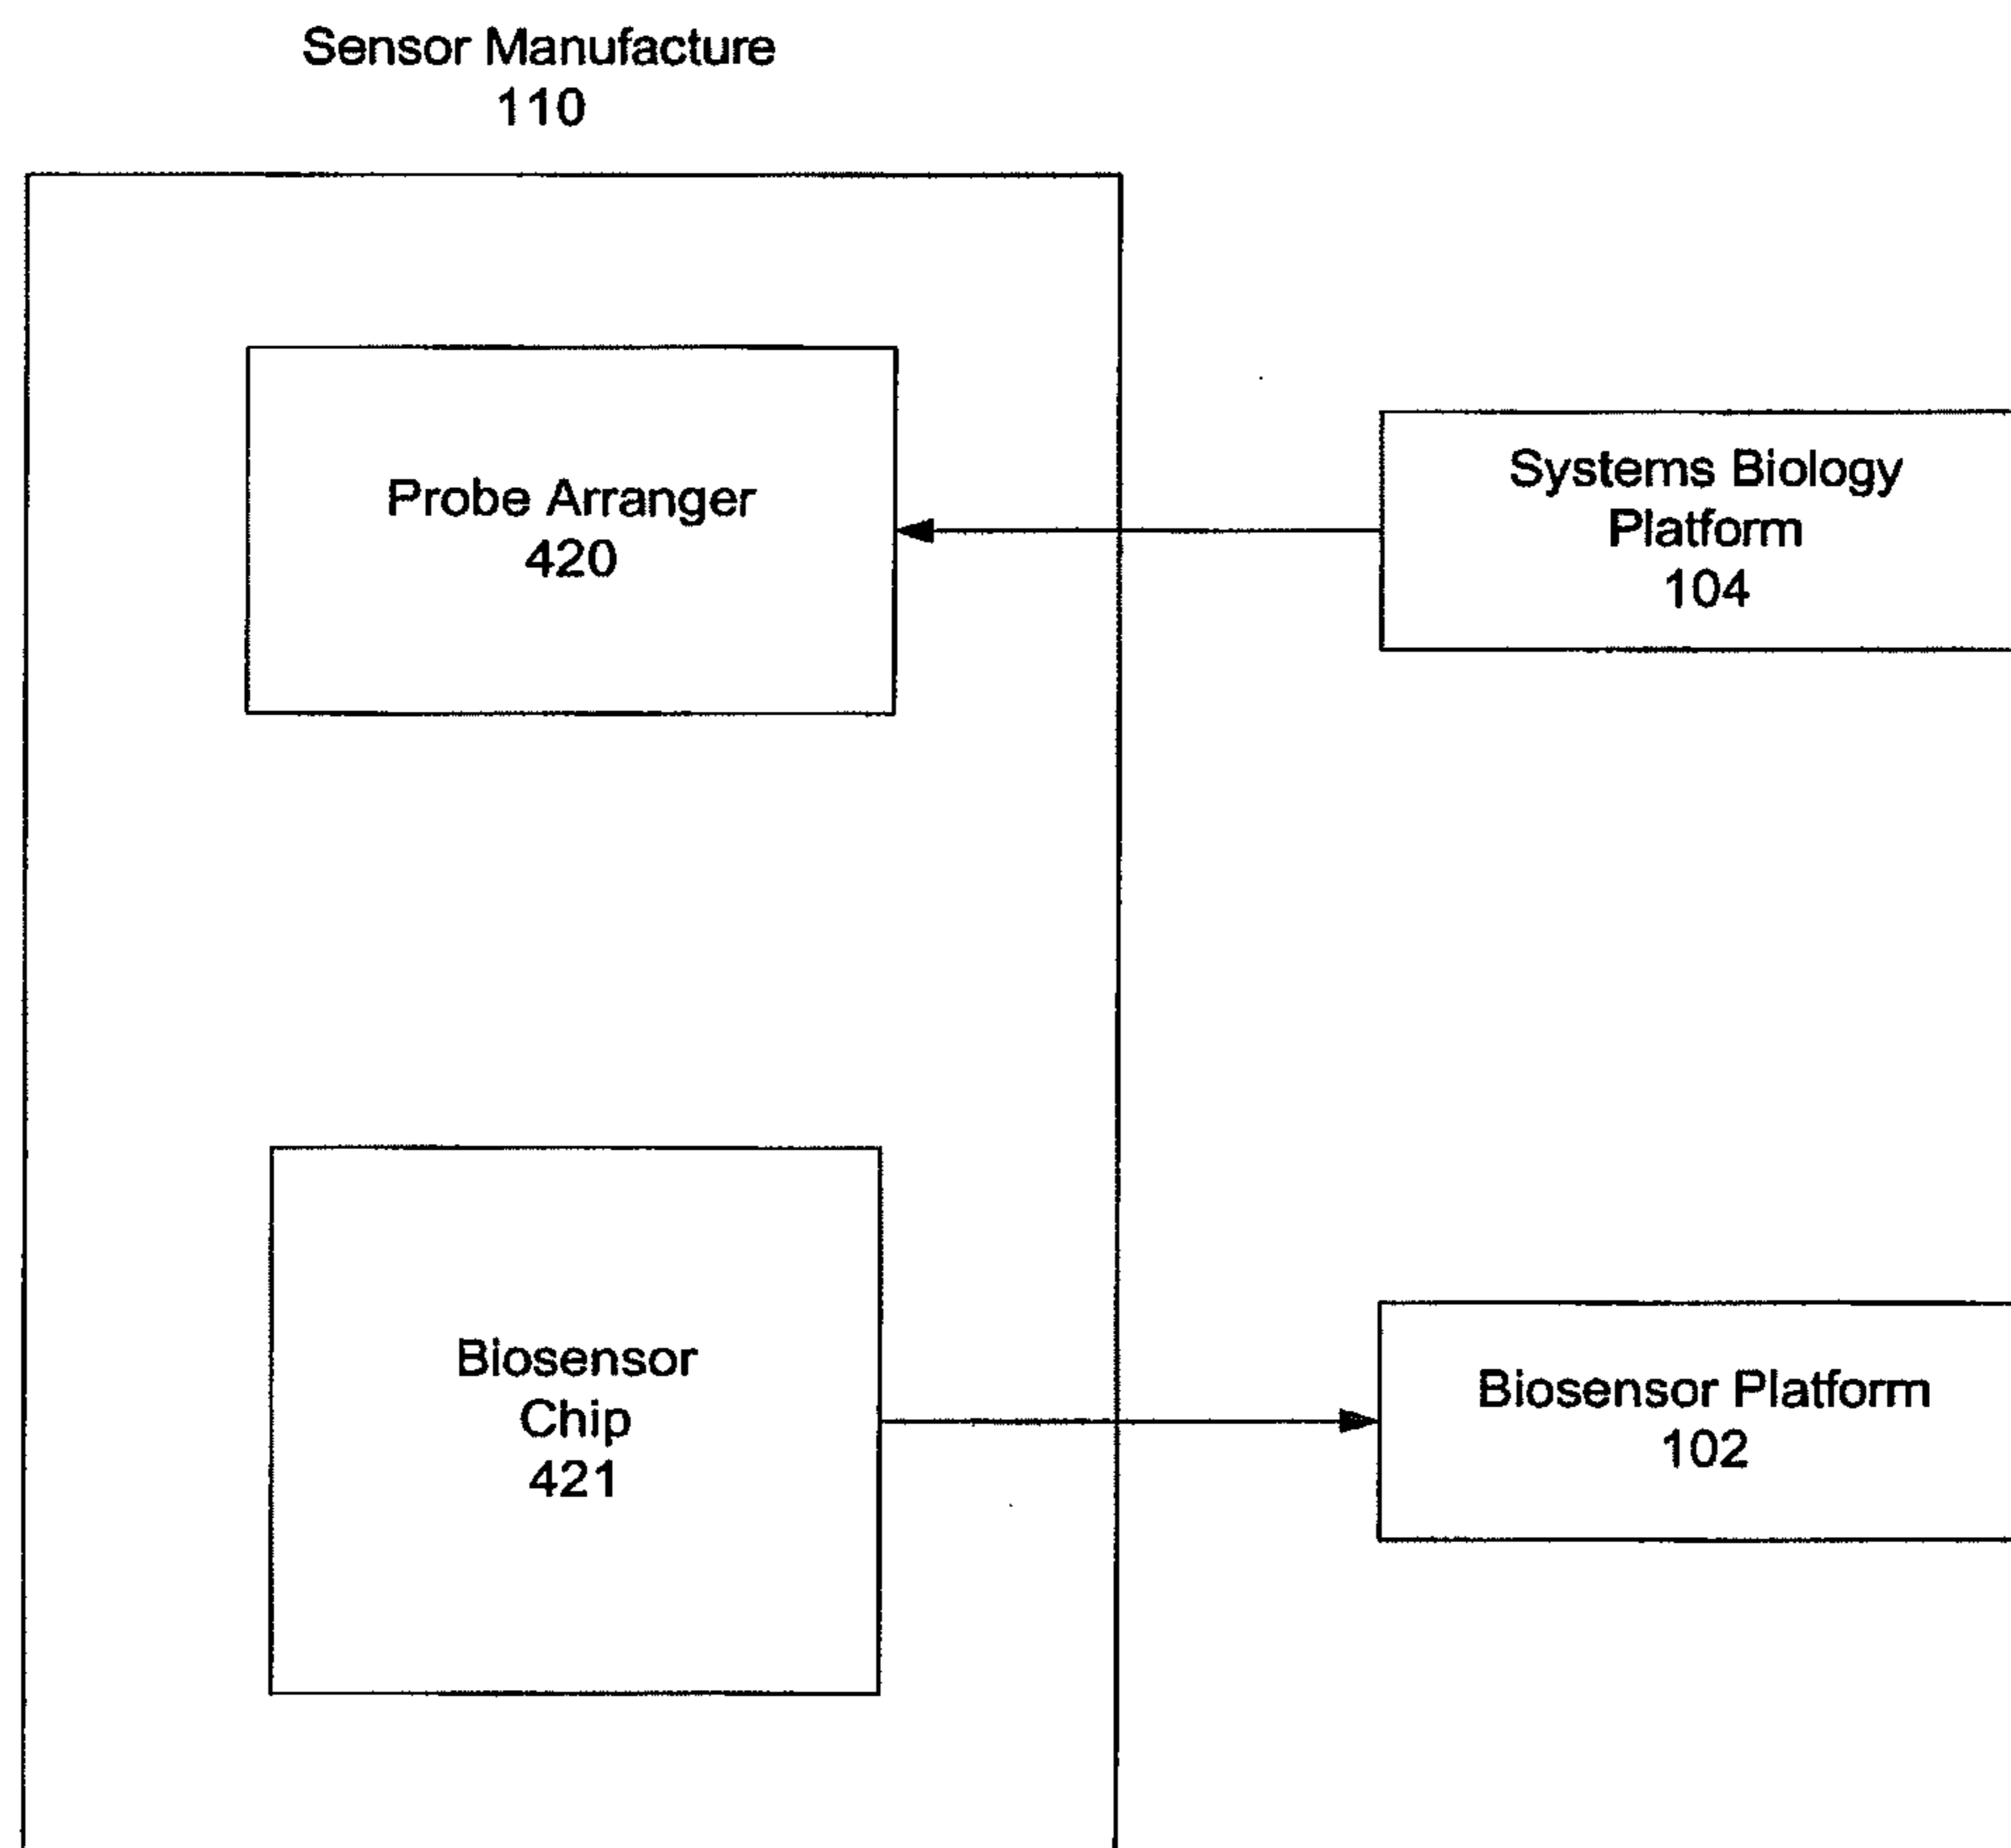 Sensor Manufacture
110
Probe Arranger
420
Systems Biology
Platform
104
Biosensor
Chip
421
Biosensor Platform
102